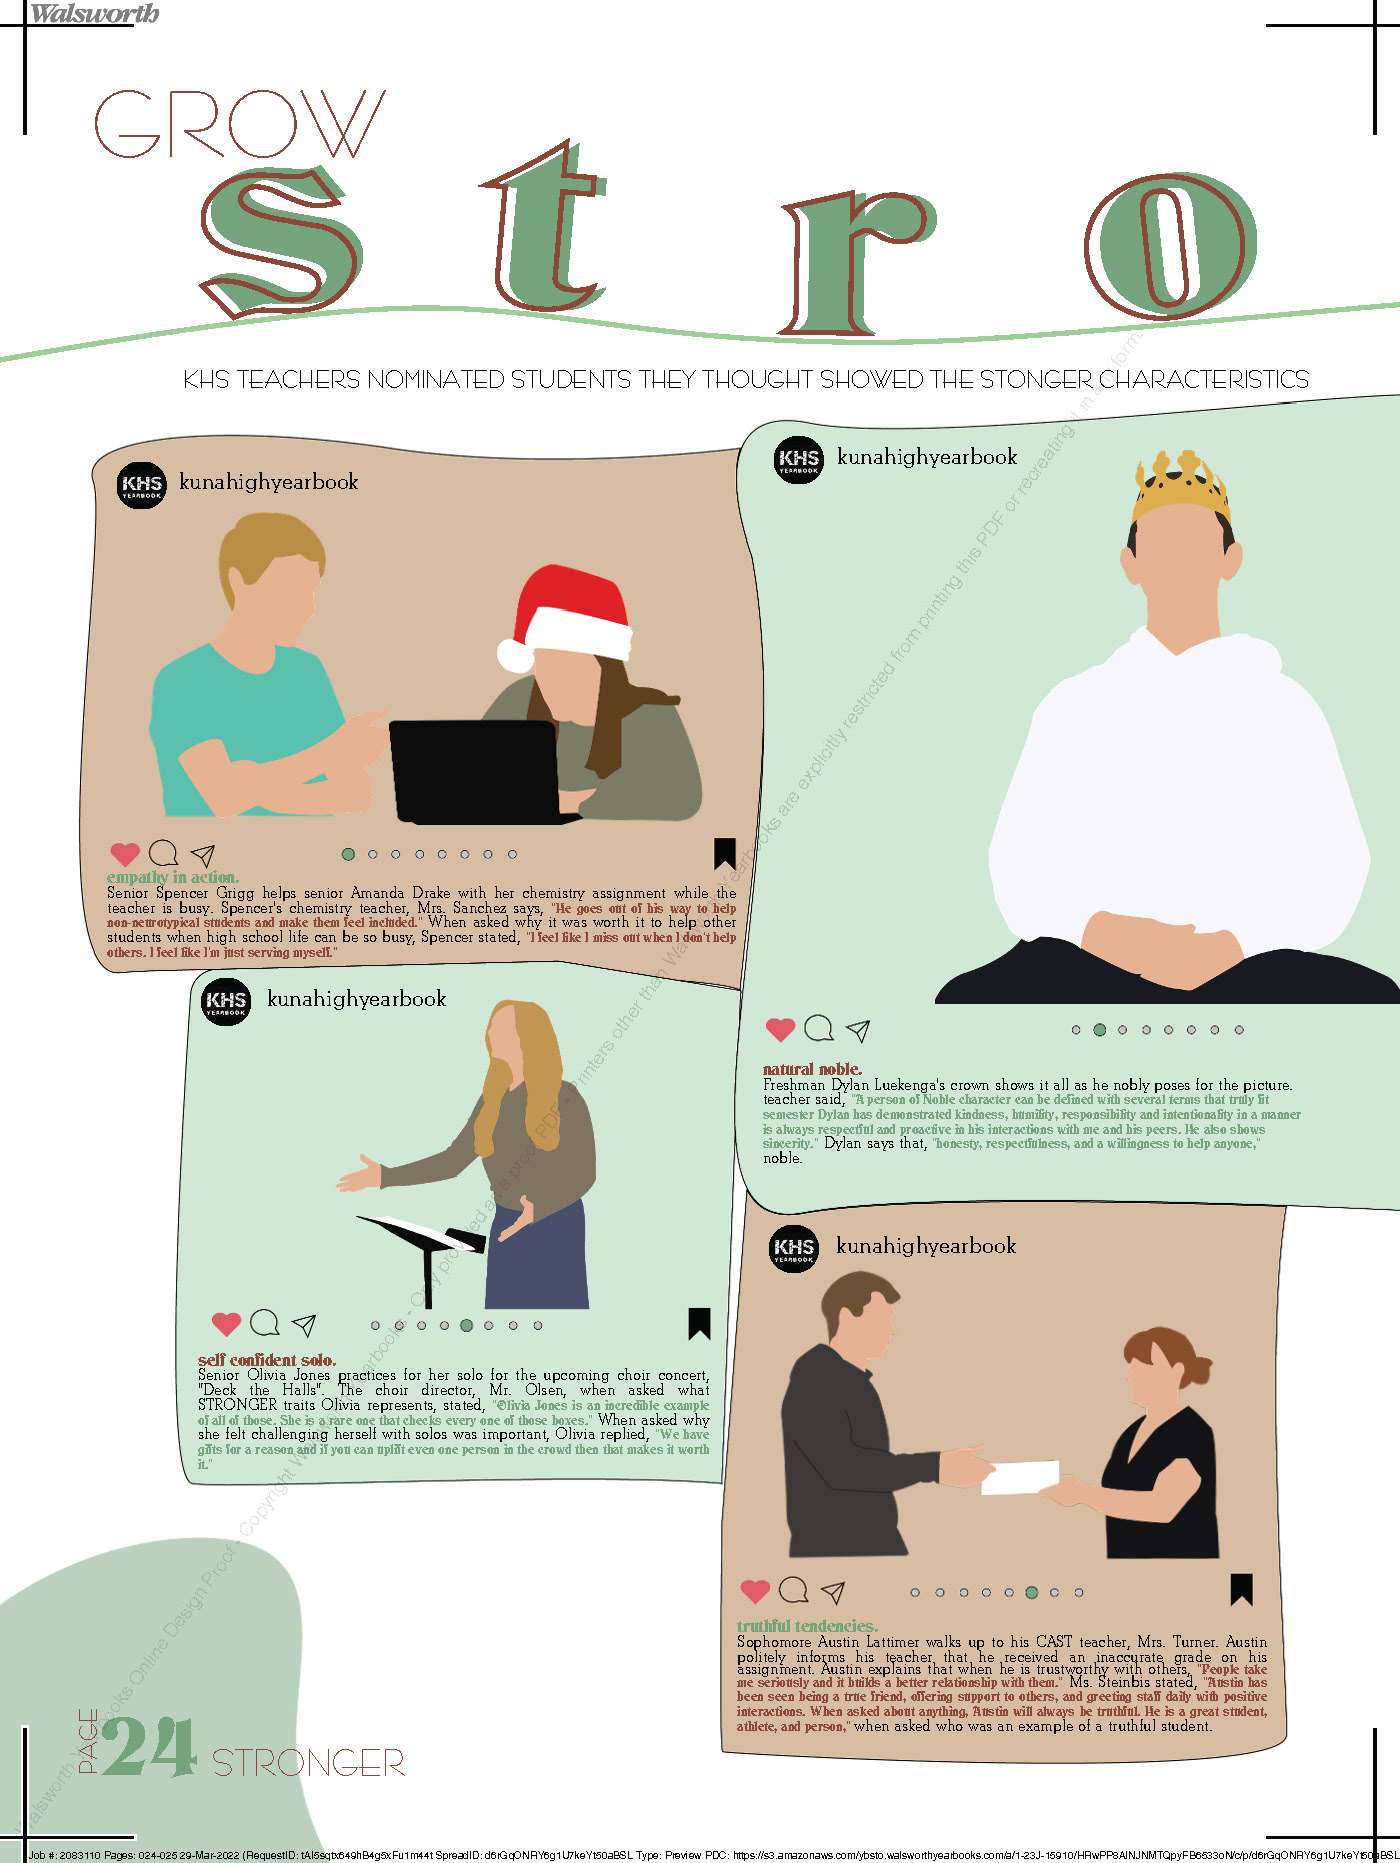 Walsworth
GROW
stro
KHS TEACHERS NOMINATED STUDENTS THEY THOUGHT SHOWED THE STONGER CHARACTERISTICS
KHS
YEARBOOK
kunahighyearbook
empathy in action.
Senior Spencer Grigg helps senior Amanda Drake with her chemistry assignment while the
teacher is busy. Spencer's chemistry teacher, Mrs. Sanchez says, "He goes out of his way to help
non-neurotypical students and make them feel included." When asked why it was worth it to help other
students when high school life can be so busy, Spencer stated, "I feel like I miss out when I don't help
others. I feel like I'm just serving myself."
KHS
YEARBOOK
kunahighyearbook
natural noble.
Freshman Dylan Luekenga's crown shows it all as he nobly poses for the picture.
teacher said, "A person of Noble character can be defined with several terms that truly fit
semester Dylan has demonstrated kindness, humility, responsibility and intentionality in a manner
is always respectful and proactive in his interactions with me and his peers. He also shows
sincerity." Dylan says that, "honesty, respectfulness, and a willingness to help anyone,"
noble.
KHS
YEARBOOK
kunahighyearbook
self confident solo.
Senior Olivia Jones practices for her solo for the upcoming choir concert,
"Deck the Halls". The choir director, Mr. Olsen, when asked what
STRONGER traits Olivia represents, stated, "Olivia Jones is an incredible example
of all of those. She is a rare one that checks every one of those boxes." When asked why
she felt challenging herself with solos was important, Olivia replied, "We have
gifts for a reason and if you can uplift even one person in the crowd then that makes it worth
it."
KHS
YEARBOOK
kunahighyearbook
truthful tendencies.
Sophomore Austin Lattimer walks up to his CAST teacher, Mrs. Turner. Austin
politely informs his teacher that he received an inaccurate grade on his
assignment. Austin explains that when he is trustworthy with others, "People take
me seriously and it builds a better relationship with them." Ms. Steinbis stated, "Austin has
been seen being a true friend, offering support to others, and greeting staff daily with positive
interactions. When asked about anything, Austin will always be truthful. He is a great student,
athlete, and person," when asked who was an example of a truthful student.
PAGE
24 STRONGER
Walsworth Yearbooks Online Design Proof - Copyright Walsworth Yearbooks - Only provided as a proof PDF - Printers other than Walsworth Yearbooks are explicitly restricted from printing this PDF or recreating it in any form.
Job #: 2083110 Pages: 024-025 29-Mar-2022
SpreadID: d6rGqONRY6g1U7keYt50aBSL Type: Preview PDC: